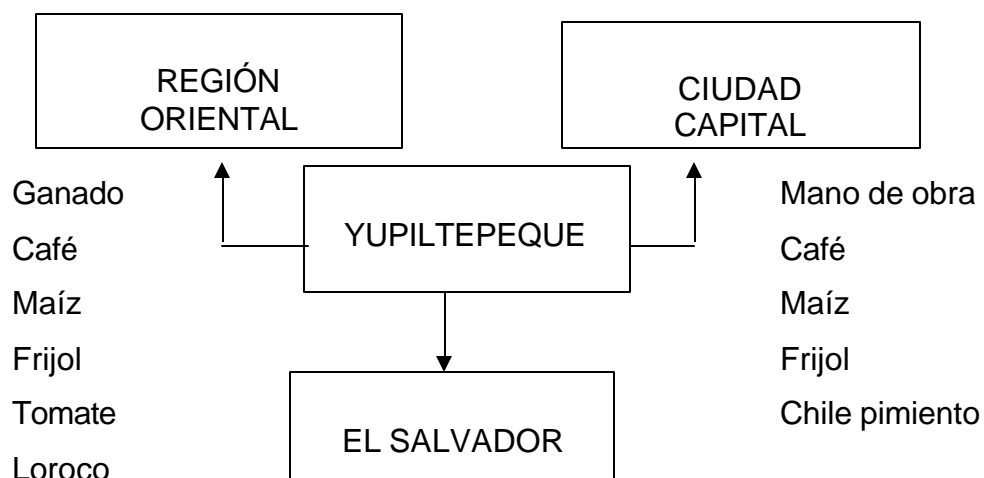 REGIÓN
ORIENTAL
CIUDAD
CAPITAL
Ganado
Café
Maíz
Frijol
Tomate
Loroco
YUPILTEPEQUE
Mano de obra
Café
Maíz
Frijol
Chile pimiento
EL SALVADOR